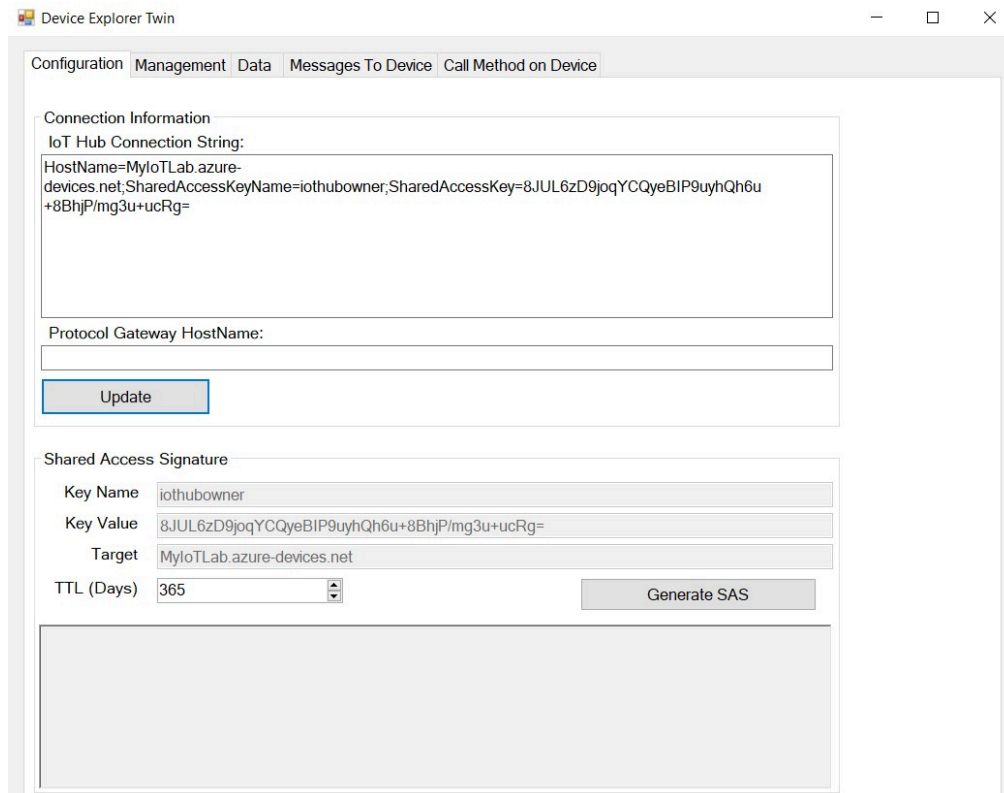 Device Explorer Twin
Configuration Management Data Messages To Device Call Method on Device
Connection Information
IoT Hub Connection String:
HostName=MyIoTLab.azure-
devices.net;SharedAccessKeyName=iothubowner;SharedAccessKey=8JUL6zD9joqYCQyeBIP9uyhQh6u
+8BhjP/mg3u+ucRg=
Protocol Gateway HostName:
Update
Shared Access Signature
Key Name iothubowner
Key Value 8JUL6zD9joqYCQyeBIP9uyhQh6u+8BhjP/mg3u+ucRg=
Target MyIoTLab.azure-devices.net
TTL (Days) 365
Generate SAS